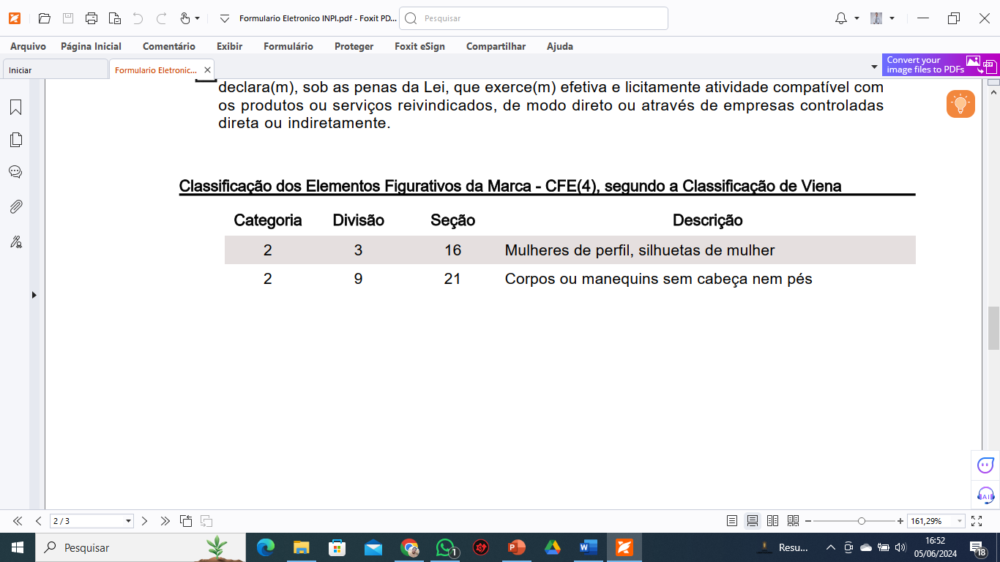 Formulario Eletronico INPI.pdf - Foxit PD...
Pesquisar
Arquivo Página Inicial Comentário Exibir Formulário Proteger Foxit eSign Compartilhar Ajuda
Iniciar
Formulario Eletronic...
Convert your
image files to PDFs
PDF
declara(m), sob as penas da Lei, que exerce(m) efetiva e licitamente atividade compatível com
os produtos ou serviços reivindicados, de modo direto ou através de empresas controladas
direta ou indiretamente.
Classificação dos Elementos Figurativos da Marca - CFE(4), segundo a Classificação de Viena
Categoria Divisão Seção Descrição
2 3 16 Mulheres de perfil, silhuetas de mulher
2 9 21 Corpos ou manequins sem cabeça nem pés
AI
2 / 3
161,29%
Pesquisar
1
Resu...
16:52
05/06/2024
18